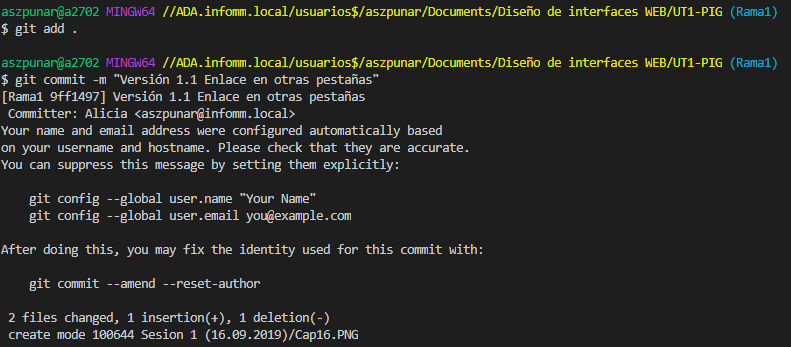 aszpunar@a2702 MINGW64 //ADA.infomm.local/usuarios$/aszpunar/Documents/Diseño de interfaces WEB/UT1-PIG (Rama1)
$ git add .
aszpunar@a2702 MINGW64 //ADA.infomm.local/usuarios$/aszpunar/Documents/Diseño de interfaces WEB/UT1-PIG (Rama1)
$ git commit -m "Versión 1.1 Enlace en otras pestañas"
[Rama1 9ff1497] Versión 1.1 Enlace en otras pestañas
Committer: Alicia <aszpunar@infomm.local>
Your name and email address were configured automatically based
on your username and hostname. Please check that they are accurate.
You can suppress this message by setting them explicitly:
git config --global user.name "Your Name"
git config --global user.email you@example.com
After doing this, you may fix the identity used for this commit with:
git commit --amend --reset-author
2 files changed, 1 insertion(+), 1 deletion(-)
create mode 100644 Sesion 1 (16.09.2019)/Cap16.PNG